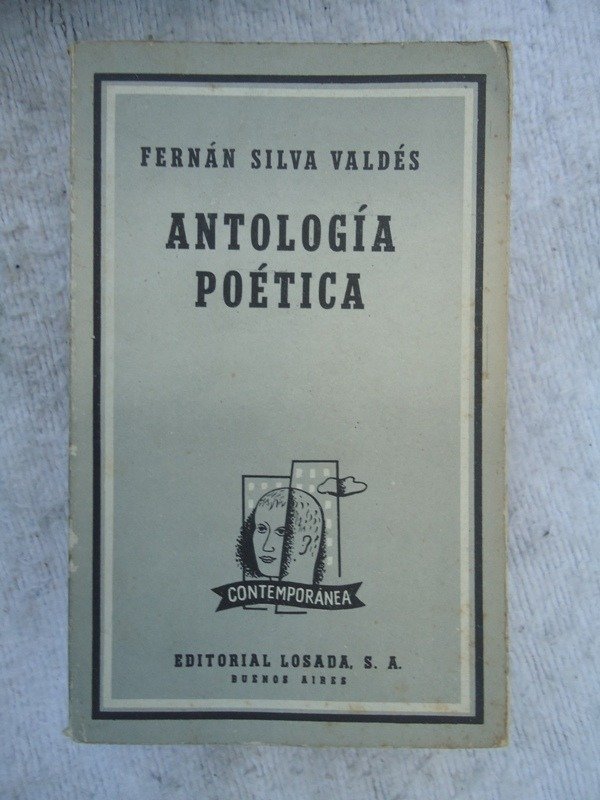 FERNÁN SILVA VALDÉS
ANTOLOGÍA
POÉTICA
CONTEMPORÁNEA
EDITORIAL LOSADA, S. A.
BUENOS AIRES